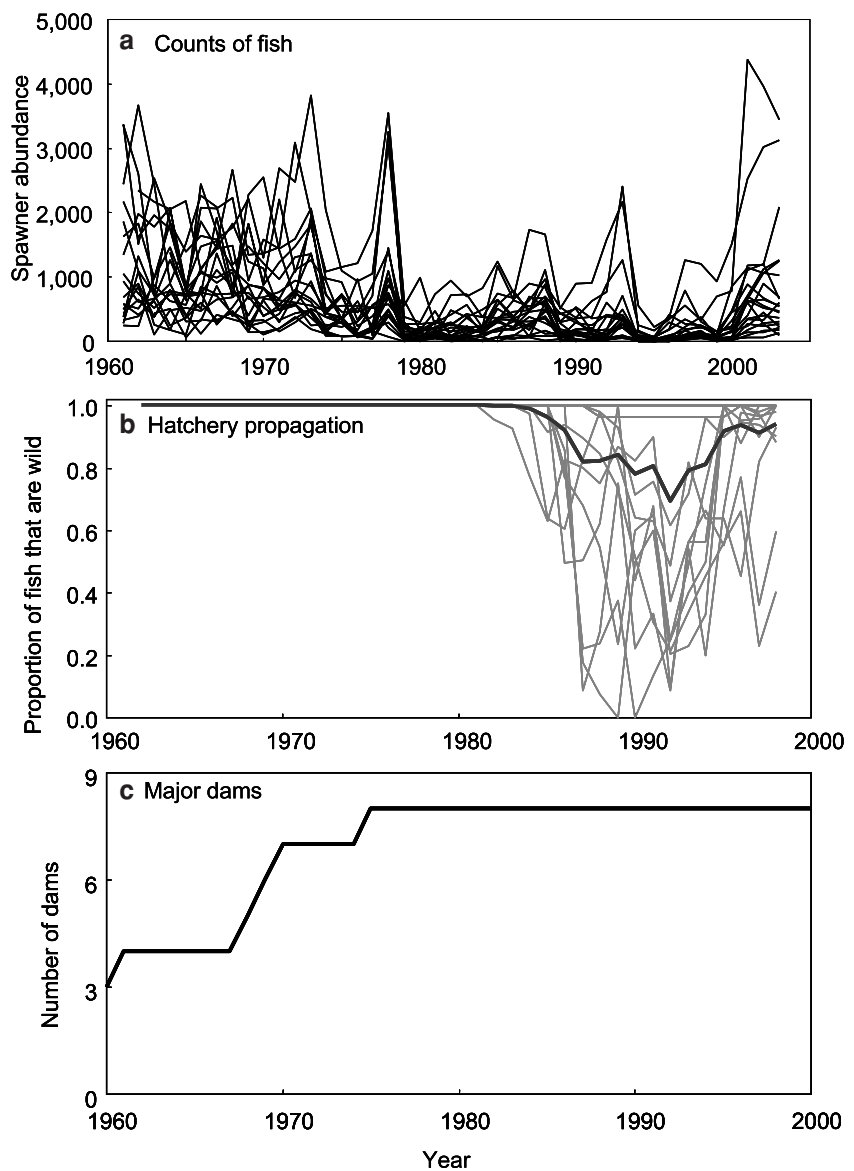 5,000
a Counts of fish
4,000
3,000
2,000
1,000
0
Spawner abundance
1960 1970 1980 1990 2000
1.0
b Hatchery propagation
0.8
0.6
0.4
0.2
0.0
Proportion of fish that are wild
1960 1970 1980 1990 2000
9
c Major dams
6
3
0
Number of dams
1960 1970 1980 1990 2000
Year